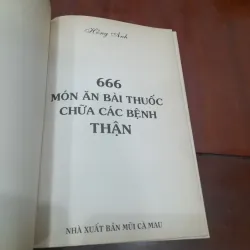 Hồng Anh
666
MÓN ĂN BÀI THUỐC
CHỮA CÁC BỆNH
THẬN
NHÀ XUẤT BẢN MŨI CÀ MAU